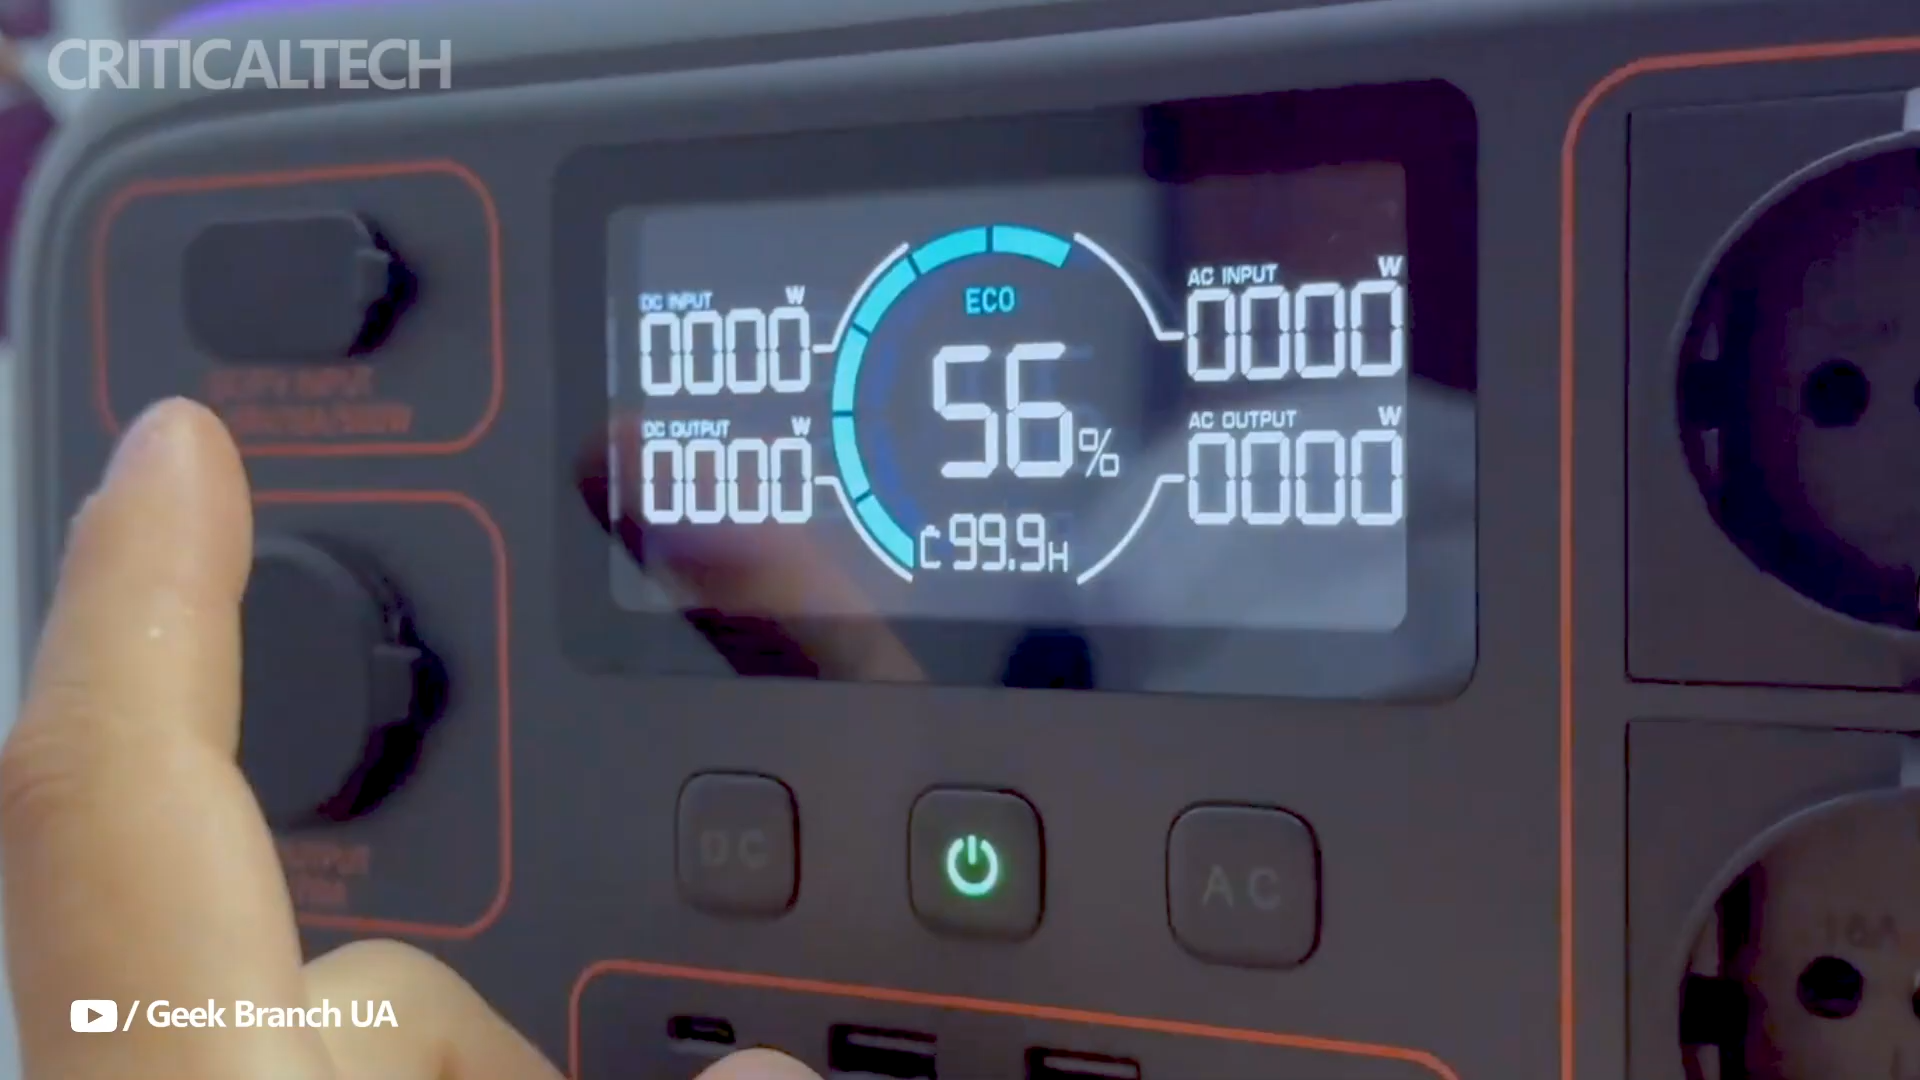 CRITICALTECH
DC INPUT W
0000
DC OUTPUT W
0000
ECO
56%
99.9H
AC INPUT W
0000
AC OUTPUT W
0000
DC
AC
16A
/ Geek Branch UA